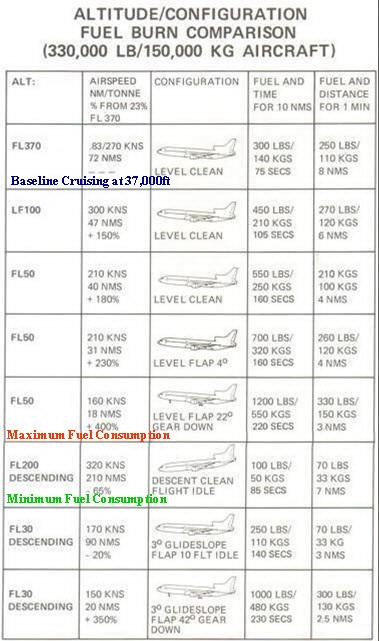 ALTITUDE/CONFIGURATION
FUEL BURN COMPARISON
(330,000 LB/150,000 KG AIRCRAFT)
ALT:
AIRSPEED
NM/TONNE
% FROM 23%
FL 370
CONFIGURATION
FUEL AND
TIME
FOR 10 NMS
FUEL AND
DISTANCE
FOR 1 MIN
FL370
.83/270 KNS
72 NMS
– – –
LEVEL CLEAN
300 LBS/
140 KGS
75 SECS
250 LBS/
110 KGS
8 NMS
Baseline Cruising at 37,000ft
LF100
300 KNS
47 NMS
+ 150%
LEVEL CLEAN
450 LBS/
210 KGS
105 SECS
270 LBS/
120 KGS
6 NMS
FL50
210 KNS
40 NMS
+ 180%
LEVEL CLEAN
550 LBS/
250 KGS
160 SECS
210 KGS
100 KGS
4 NMS
FL50
210 KNS
31 NMS
+ 230%
LEVEL FLAP 4º
700 LBS/
320 KGS
160 SECS
260 LBS/
120 KGS
4 NMS
FL50
160 KNS
18 NMS
+ 400%
LEVEL FLAP 22º
GEAR DOWN
1200 LBS/
550 KGS
220 SECS
330 LBS/
150 KGS
3 NMS
Maximum Fuel Consumption
FL200
DESCENDING
320 KNS
210 NMS
- 65%
DESCENT CLEAN
FLIGHT IDLE
100 LBS/
50 KGS
85 SECS
70 LBS
33 KGS
7 NMS
Minimum Fuel Consumption
FL30
DESCENDING
170 KNS
90 NMS
- 20%
3º GLIDESLOPE
FLAP 10 FLT IDLE
250 LBS/
110 KGS
140 SECS
70 LBS/
33 KG
3 NMS
FL30
DESCENDING
150 KNS
20 NMS
+ 350%
3º GLIDESLOPE
FLAP 42º GEAR
DOWN
1000 LBS/
480 KGS
230 SECS
300 LBS/
130 KGS
2.5 NMS